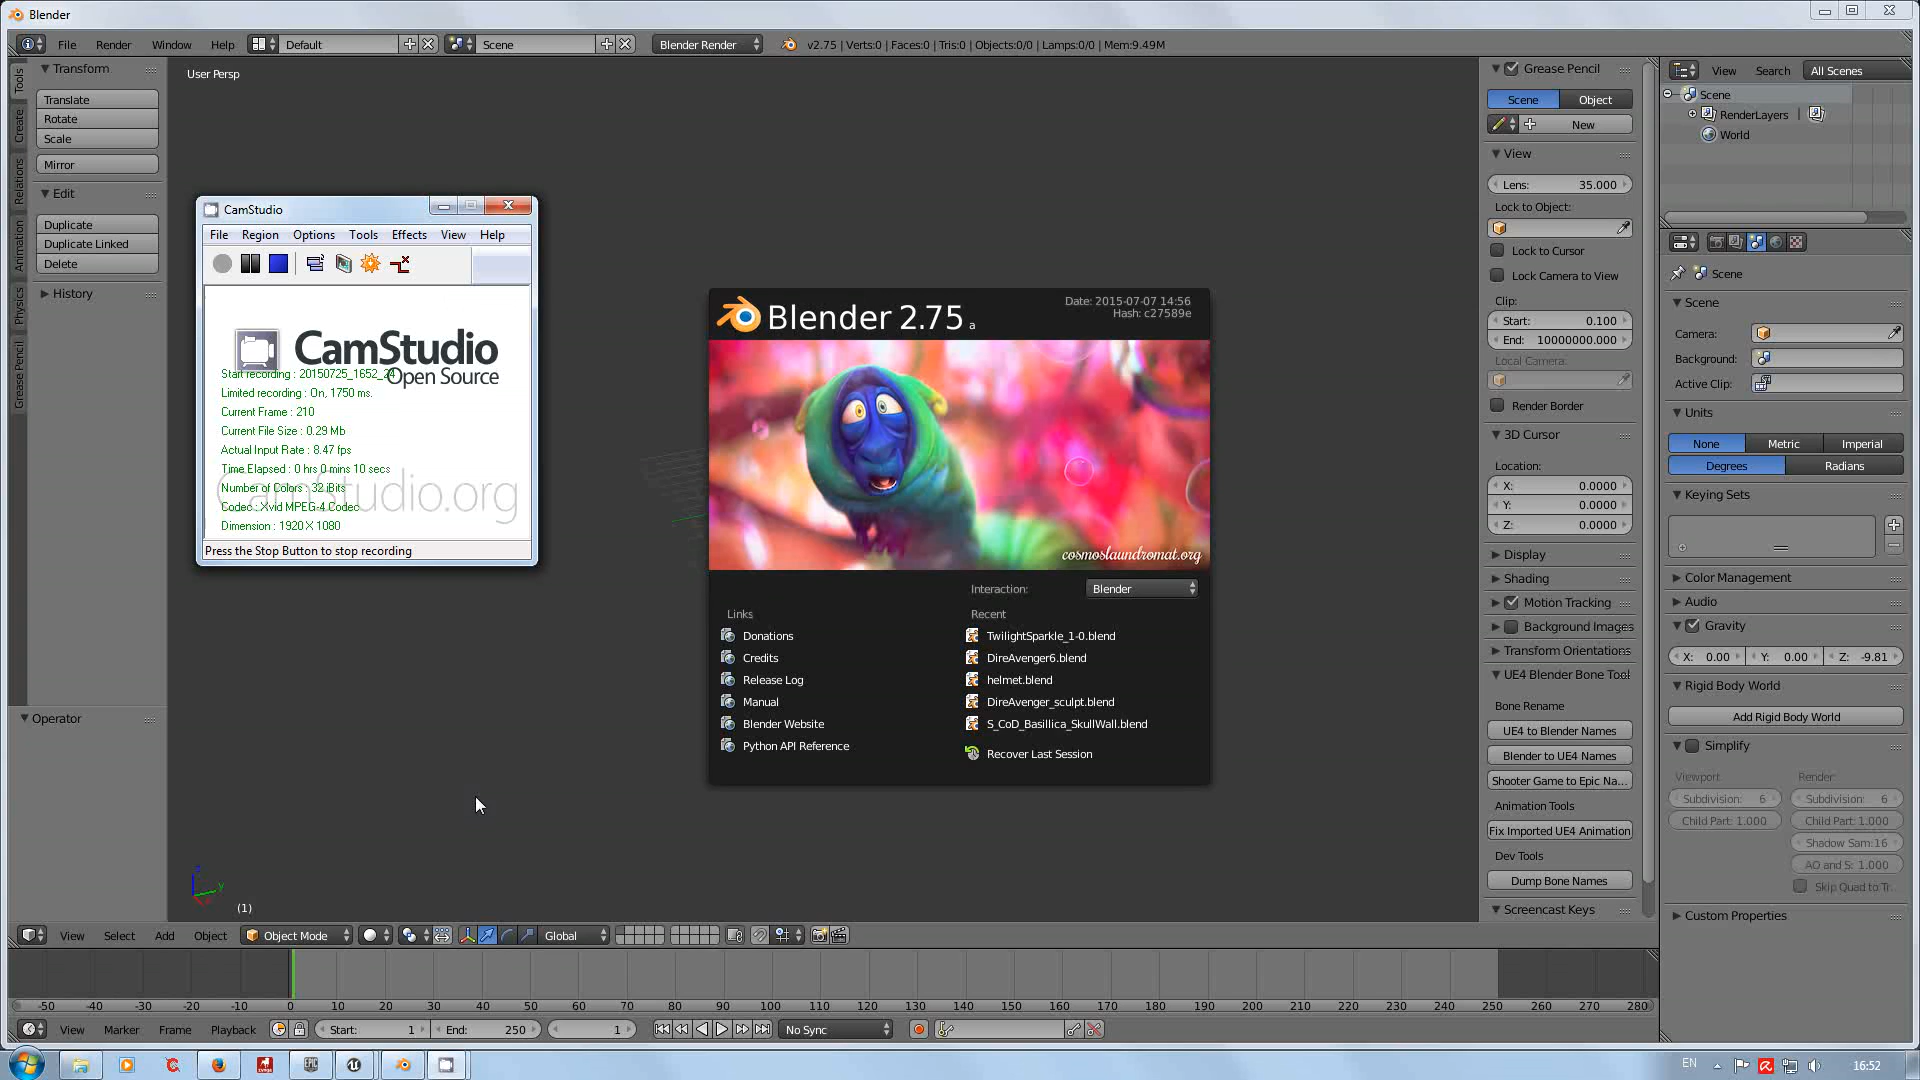 Blender
File Render Window Help Default Scene Blender Render v2.75 | Verts:0 | Faces:0 | Tris:0 | Objects:0/0 | Lamps:0/0 | Mem:9.49M
Tools
Create
Relations
Animation
Physics
Grease Pencil
Transform
Translate
Rotate
Scale
Mirror
Edit
Duplicate
Duplicate Linked
Delete
History
Operator
User Persp
CamStudio
File Region Options Tools Effects View Help
CamStudio
Open Source
Start recording : 20150725_1652_24
Limited recording : On, 1750 ms.
Current Frame : 210
Current File Size : 0.29 Mb
Actual Input Rate : 8.47 fps
Time Elapsed : 0 hrs 0 mins 10 secs
Number of Colors : 32 iBits
CamStudio.org
Codec : Xvid MPEG-4 Codec
Dimension : 1920 X 1080
Press the Stop Button to stop recording
Blender 2.75 a
Date: 2015-07-07 14:56
Hash: c27589e
cosmoslaundromat.org
Interaction: Blender
Links
Donations
Credits
Release Log
Manual
Blender Website
Python API Reference
Recent
TwilightSparkle_1-0.blend
DireAvenger6.blend
helmet.blend
DireAvenger_sculpt.blend
S_CoD_Basillica_SkullWall.blend
Recover Last Session
z
y
(1)
Grease Pencil
Scene Object
New
View
Lens: 35.000
Lock to Object:
Lock to Cursor
Lock Camera to View
Clip:
Start: 0.100
End: 10000000.000
Local Camera:
Render Border
3D Cursor
Location:
X: 0.0000
Y: 0.0000
Z: 0.0000
Display
Shading
Motion Tracking
Background Images
Transform Orientations
UE4 Blender Bone Tool
Bone Rename
UE4 to Blender Names
Blender to UE4 Names
Shooter Game to Epic Na...
Animation Tools
Fix Imported UE4 Animation
Dev Tools
Dump Bone Names
Screencast Keys
View Search All Scenes
Scene
RenderLayers
World
Scene
Scene
Camera:
Background:
Active Clip:
Units
None Metric Imperial
Degrees Radians
Keying Sets
Color Management
Audio
Gravity
X: 0.00 Y: 0.00 Z: -9.81
Rigid Body World
Add Rigid Body World
Simplify
Viewport: Render:
Subdivision: 6 Subdivision: 6
Child Part: 1.000 Child Part: 1.000
Shadow Sam:16
AO and S: 1.000
Skip Quad to Tr
Custom Properties
View Select Add Object Object Mode Global
-50 -40 -30 -20 -10 0 10 20 30 40 50 60 70 80 90 100 110 120 130 140 150 160 170 180 190 200 210 220 230 240 250 260 270 280
View Marker Frame Playback Start: 1 End: 250 1 No Sync
EN 16:52